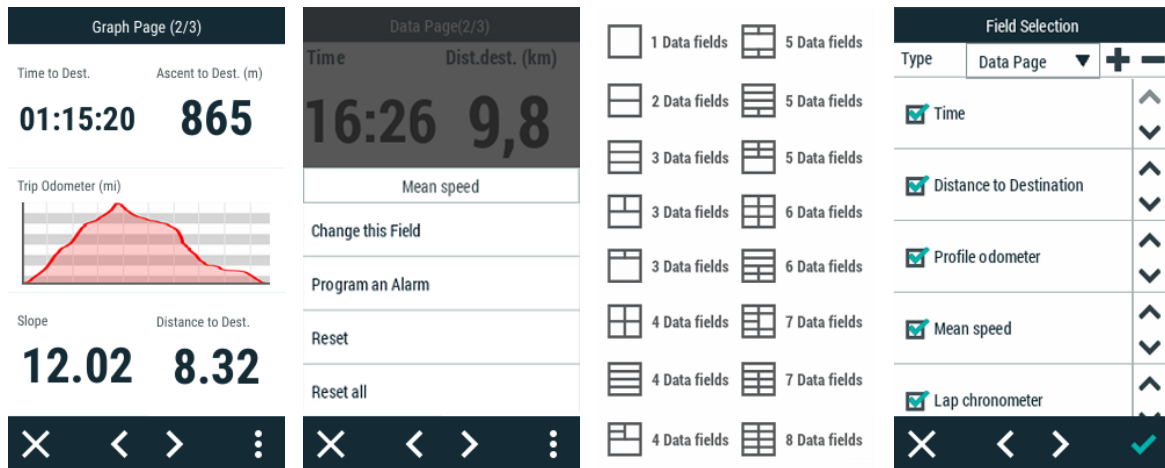 Graph Page (2/3)
Time to Dest. Ascent to Dest. (m)
01:15:20 865
Trip Odometer (mi)
Slope Distance to Dest.
12.02 8.32
Data Page(2/3)
Time Dist.dest. (km)
16:26 9,8
Mean speed
Change this Field
Program an Alarm
Reset
Reset all
1 Data fields 5 Data fields
2 Data fields 5 Data fields
3 Data fields 5 Data fields
3 Data fields 6 Data fields
3 Data fields 6 Data fields
4 Data fields 7 Data fields
4 Data fields 7 Data fields
4 Data fields 8 Data fields
Field Selection
Type Data Page
Time
Distance to Destination
Profile odometer
Mean speed
Lap chronometer